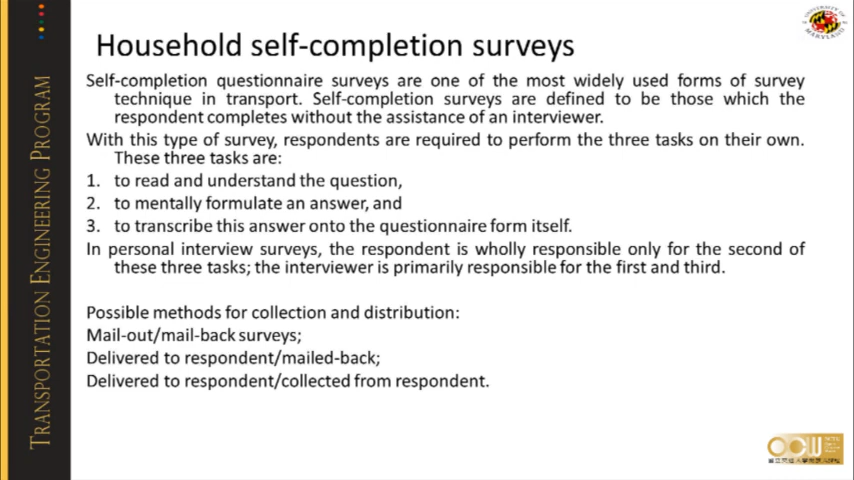 Household self-completion surveys
Self-completion questionnaire surveys are one of the most widely used forms of survey
technique in transport. Self-completion surveys are defined to be those which the
respondent completes without the assistance of an interviewer.
With this type of survey, respondents are required to perform the three tasks on their own.
These three tasks are:
1. to read and understand the question,
2. to mentally formulate an answer, and
3. to transcribe this answer onto the questionnaire form itself.
In personal interview surveys, the respondent is wholly responsible only for the second of
these three tasks; the interviewer is primarily responsible for the first and third.
Possible methods for collection and distribution:
Mail-out/mail-back surveys;
Delivered to respondent/mailed-back;
Delivered to respondent/collected from respondent.
TRANSPORTATION ENGINEERING PROGRAM
UNIVERSITY OF
MARYLAND
OCW